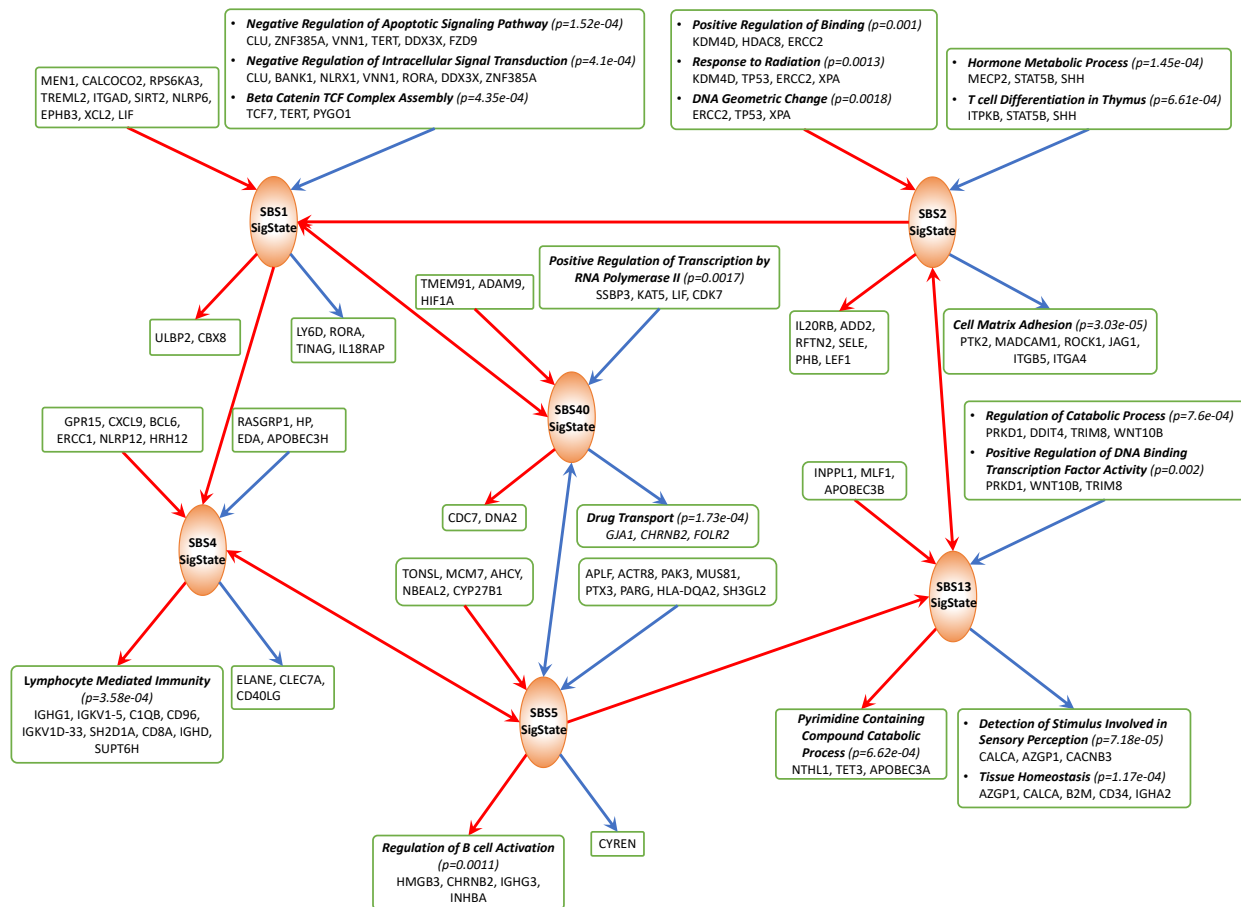 • Negative Regulation of Apoptotic Signaling Pathway (p=1.52e-04)
CLU, ZNF385A, VNN1, TERT, DDX3X, FZD9
• Negative Regulation of Intracellular Signal Transduction (p=4.1e-04)
CLU, BANK1, NLRX1, VNN1, RORA, DDX3X, ZNF385A
• Beta Catenin TCF Complex Assembly (p=4.35e-04)
TCF7, TERT, PYGO1
• Positive Regulation of Binding (p=0.001)
KDM4D, HDAC8, ERCC2
• Response to Radiation (p=0.0013)
KDM4D, TP53, ERCC2, XPA
• DNA Geometric Change (p=0.0018)
ERCC2, TP53, XPA
• Hormone Metabolic Process (p=1.45e-04)
MECP2, STAT5B, SHH
• T cell Differentiation in Thymus (p=6.61e-04)
ITPKB, STAT5B, SHH
MEN1, CALCOCO2, RPS6KA3,
TREML2, ITGAD, SIRT2, NLRP6,
EPHB3, XCL2, LIF
SBS1
SigState
SBS2
SigState
TMEM91, ADAM9,
HIF1A
Positive Regulation of Transcription by
RNA Polymerase II (p=0.0017)
SSBP3, KAT5, LIF, CDK7
ULBP2, CBX8
LY6D, RORA,
TINAG, IL18RAP
IL20RB, ADD2,
RFTN2, SELE,
PHB, LEF1
Cell Matrix Adhesion (p=3.03e-05)
PTK2, MADCAM1, ROCK1, JAG1,
ITGB5, ITGA4
SBS40
SigState
GPR15, CXCL9, BCL6,
ERCC1, NLRP12, HRH12
RASGRP1, HP,
EDA, APOBEC3H
• Regulation of Catabolic Process (p=7.6e-04)
PRKD1, DDIT4, TRIM8, WNT10B
• Positive Regulation of DNA Binding
Transcription Factor Activity (p=0.002)
PRKD1, WNT10B, TRIM8
INPPL1, MLF1,
APOBEC3B
CDC7, DNA2
Drug Transport (p=1.73e-04)
GJA1, CHRNB2, FOLR2
SBS4
SigState
TONSL, MCM7, AHCY,
NBEAL2, CYP27B1
APLF, ACTR8, PAK3, MUS81,
PTX3, PARG, HLA-DQA2, SH3GL2
SBS13
SigState
Lymphocyte Mediated Immunity
(p=3.58e-04)
IGHG1, IGKV1-5, C1QB, CD96,
IGKV1D-33, SH2D1A, CD8A, IGHD,
SUPT6H
ELANE, CLEC7A,
CD40LG
SBS5
SigState
Pyrimidine Containing
Compound Catabolic
Process (p=6.62e-04)
NTHL1, TET3, APOBEC3A
• Detection of Stimulus Involved in
Sensory Perception (p=7.18e-05)
CALCA, AZGP1, CACNB3
• Tissue Homeostasis (p=1.17e-04)
AZGP1, CALCA, B2M, CD34, IGHA2
Regulation of B cell Activation
(p=0.0011)
HMGB3, CHRNB2, IGHG3,
INHBA
CYREN